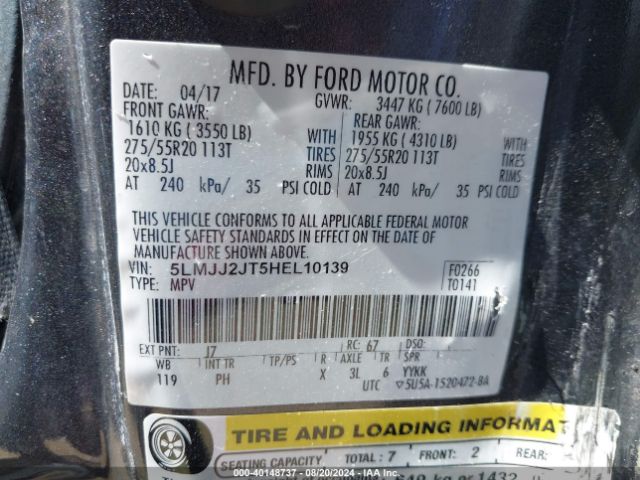 MFD. BY FORD MOTOR CO.
DATE: 04/17 GVWR: 3447 KG ( 7600 LB)
FRONT GAWR: REAR GAWR:
1610 KG ( 3550 LB) WITH 1955 KG ( 4310 LB) WITH
275/55R20 113T TIRES 275/55R20 113T TIRES
20x8.5J RIMS 20x8.5J RIMS
AT 240 kPa/ 35 PSI COLD AT 240 kPa/ 35 PSI COLD
THIS VEHICLE CONFORMS TO ALL APPLICABLE FEDERAL MOTOR
VEHICLE SAFETY STANDARDS IN EFFECT ON THE DATE OF
MANUFACTURE SHOWN ABOVE.
VIN: 5LMJJ2JT5HEL10139 F0266
TYPE: MPV T0141
EXT PNT: J7 RC: 67 DSO:
WB INT TR TP/PS R AXLE TR SPR
119 PH X 3L 6 YYKK
UTC ▽5U5A-1520472-BA
TIRE AND LOADING INFORMAT
SEATING CAPACITY TOTAL : 7 FRONT: 2 REAR:
kg or 1432
© COPART 40148737 - 08/20/2024 - IAA Inc.